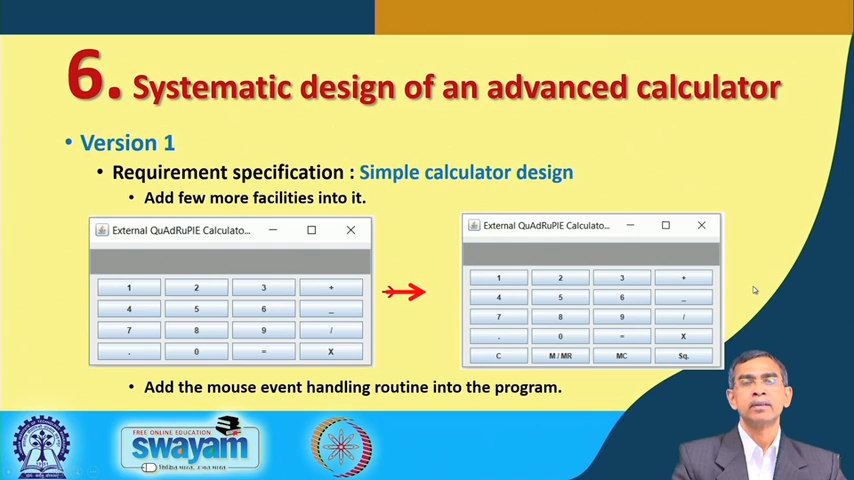 6. Systematic design of an advanced calculator
• Version 1
• Requirement specification : Simple calculator design
• Add few more facilities into it.
External QuAdRuPlE Calculato...
1 2 3 +
4 5 6 _
7 8 9 /
. 0 = X
External QuAdRuPlE Calculato...
1 2 3 +
4 5 6 _
7 8 9 /
. 0 = X
C M / MR MC Sq.
• Add the mouse event handling routine into the program.
FREE ONLINE EDUCATION
swayam